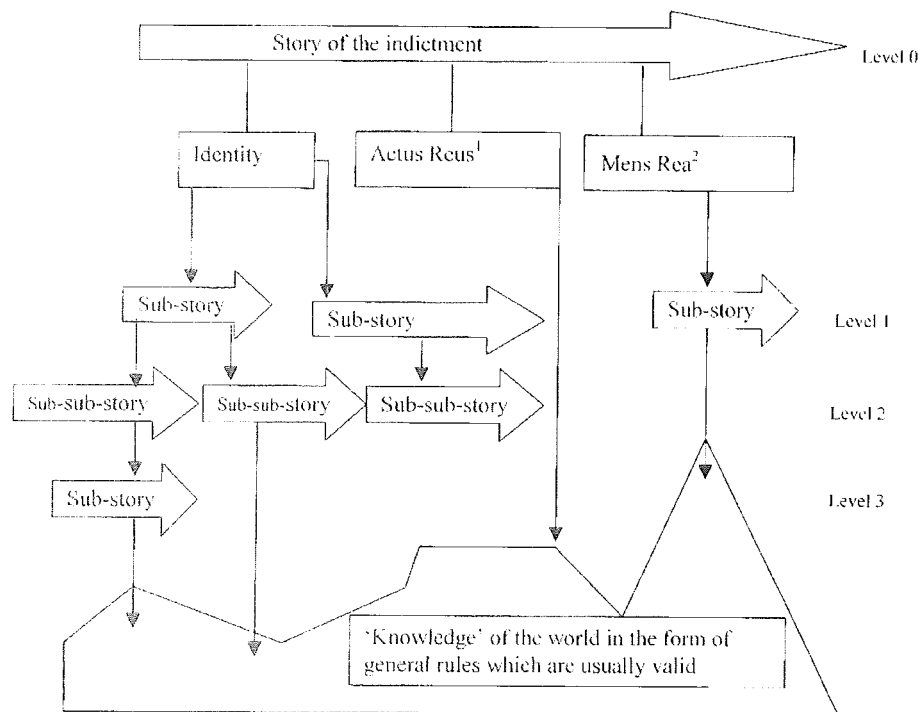 Story of the indictment
Level 0
Identity
Actus Reus¹
Mens Rea²
Sub-story
Sub-story
Sub-story
Level 1
Sub-sub-story
Sub-sub-story
Sub-sub-story
Level 2
Sub-story
Level 3
‘Knowledge’ of the world in the form of
general rules which are usually valid